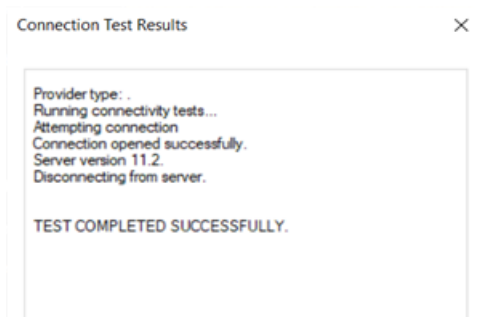 Connection Test Results
Provider type: .
Running connectivity tests...
Attempting connection
Connection opened successfully.
Server version 11.2.
Disconnecting from server.
TEST COMPLETED SUCCESSFULLY.